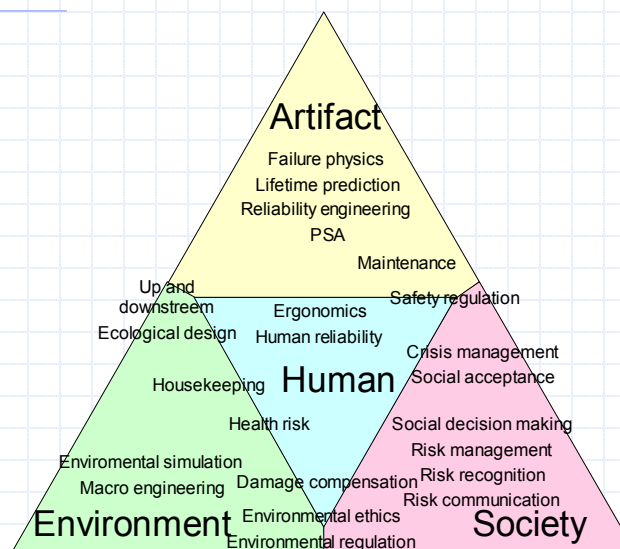 Artifact
Failure physics
Lifetime prediction
Reliability engineering
PSA
Maintenance
Up and
downstreem
Safety regulation
Ergonomics
Ecological design
Human reliability
Crisis management
Human
Social acceptance
Housekeeping
Health risk
Social decision making
Risk management
Enviromental simulation
Risk recognition
Macro engineering
Damage compensation
Risk communication
Environmental ethics
Environment
Society
Environmental regulation